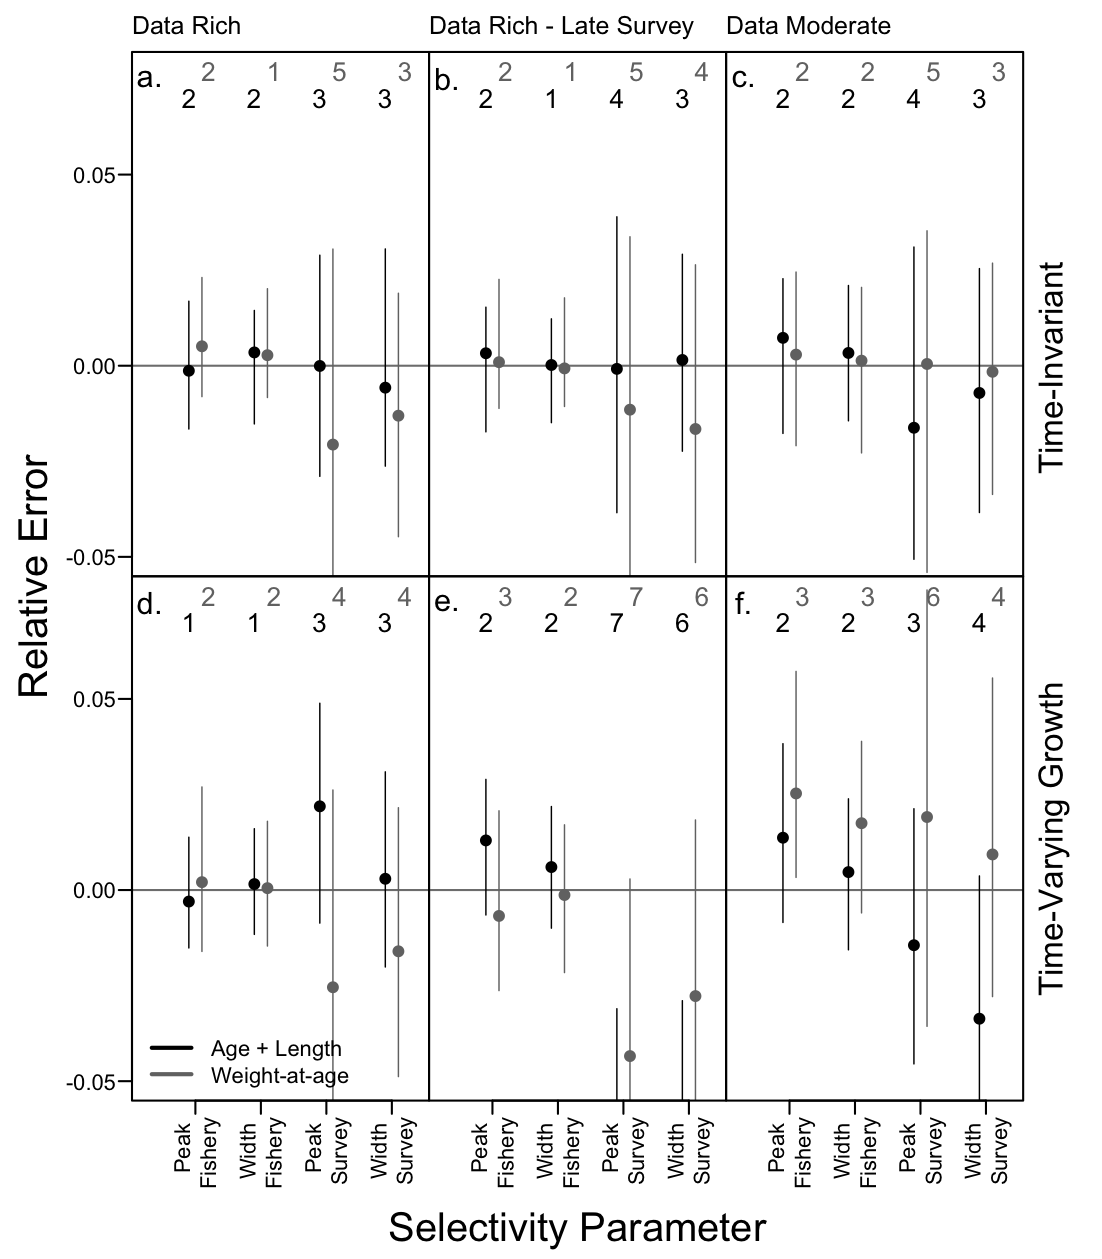 Data Rich
Data Rich - Late Survey
Data Moderate
a.
2 1 5 3
2 2 3 3
b.
2 1 5 4
2 1 4 3
c.
2 2 5 3
2 2 4 3
0.05
0.00
-0.05
Time-Invariant
Relative Error
d.
2 2 4 4
1 1 3 3
e.
3 2 7 6
2 2 7 6
f.
3 3 6 4
2 2 3 4
0.05
0.00
-0.05
Time-Varying Growth
Age + Length
Weight-at-age
Peak
Fishery
Width
Fishery
Peak
Survey
Width
Survey
Peak
Fishery
Width
Fishery
Peak
Survey
Width
Survey
Peak
Fishery
Width
Fishery
Peak
Survey
Width
Survey
Selectivity Parameter